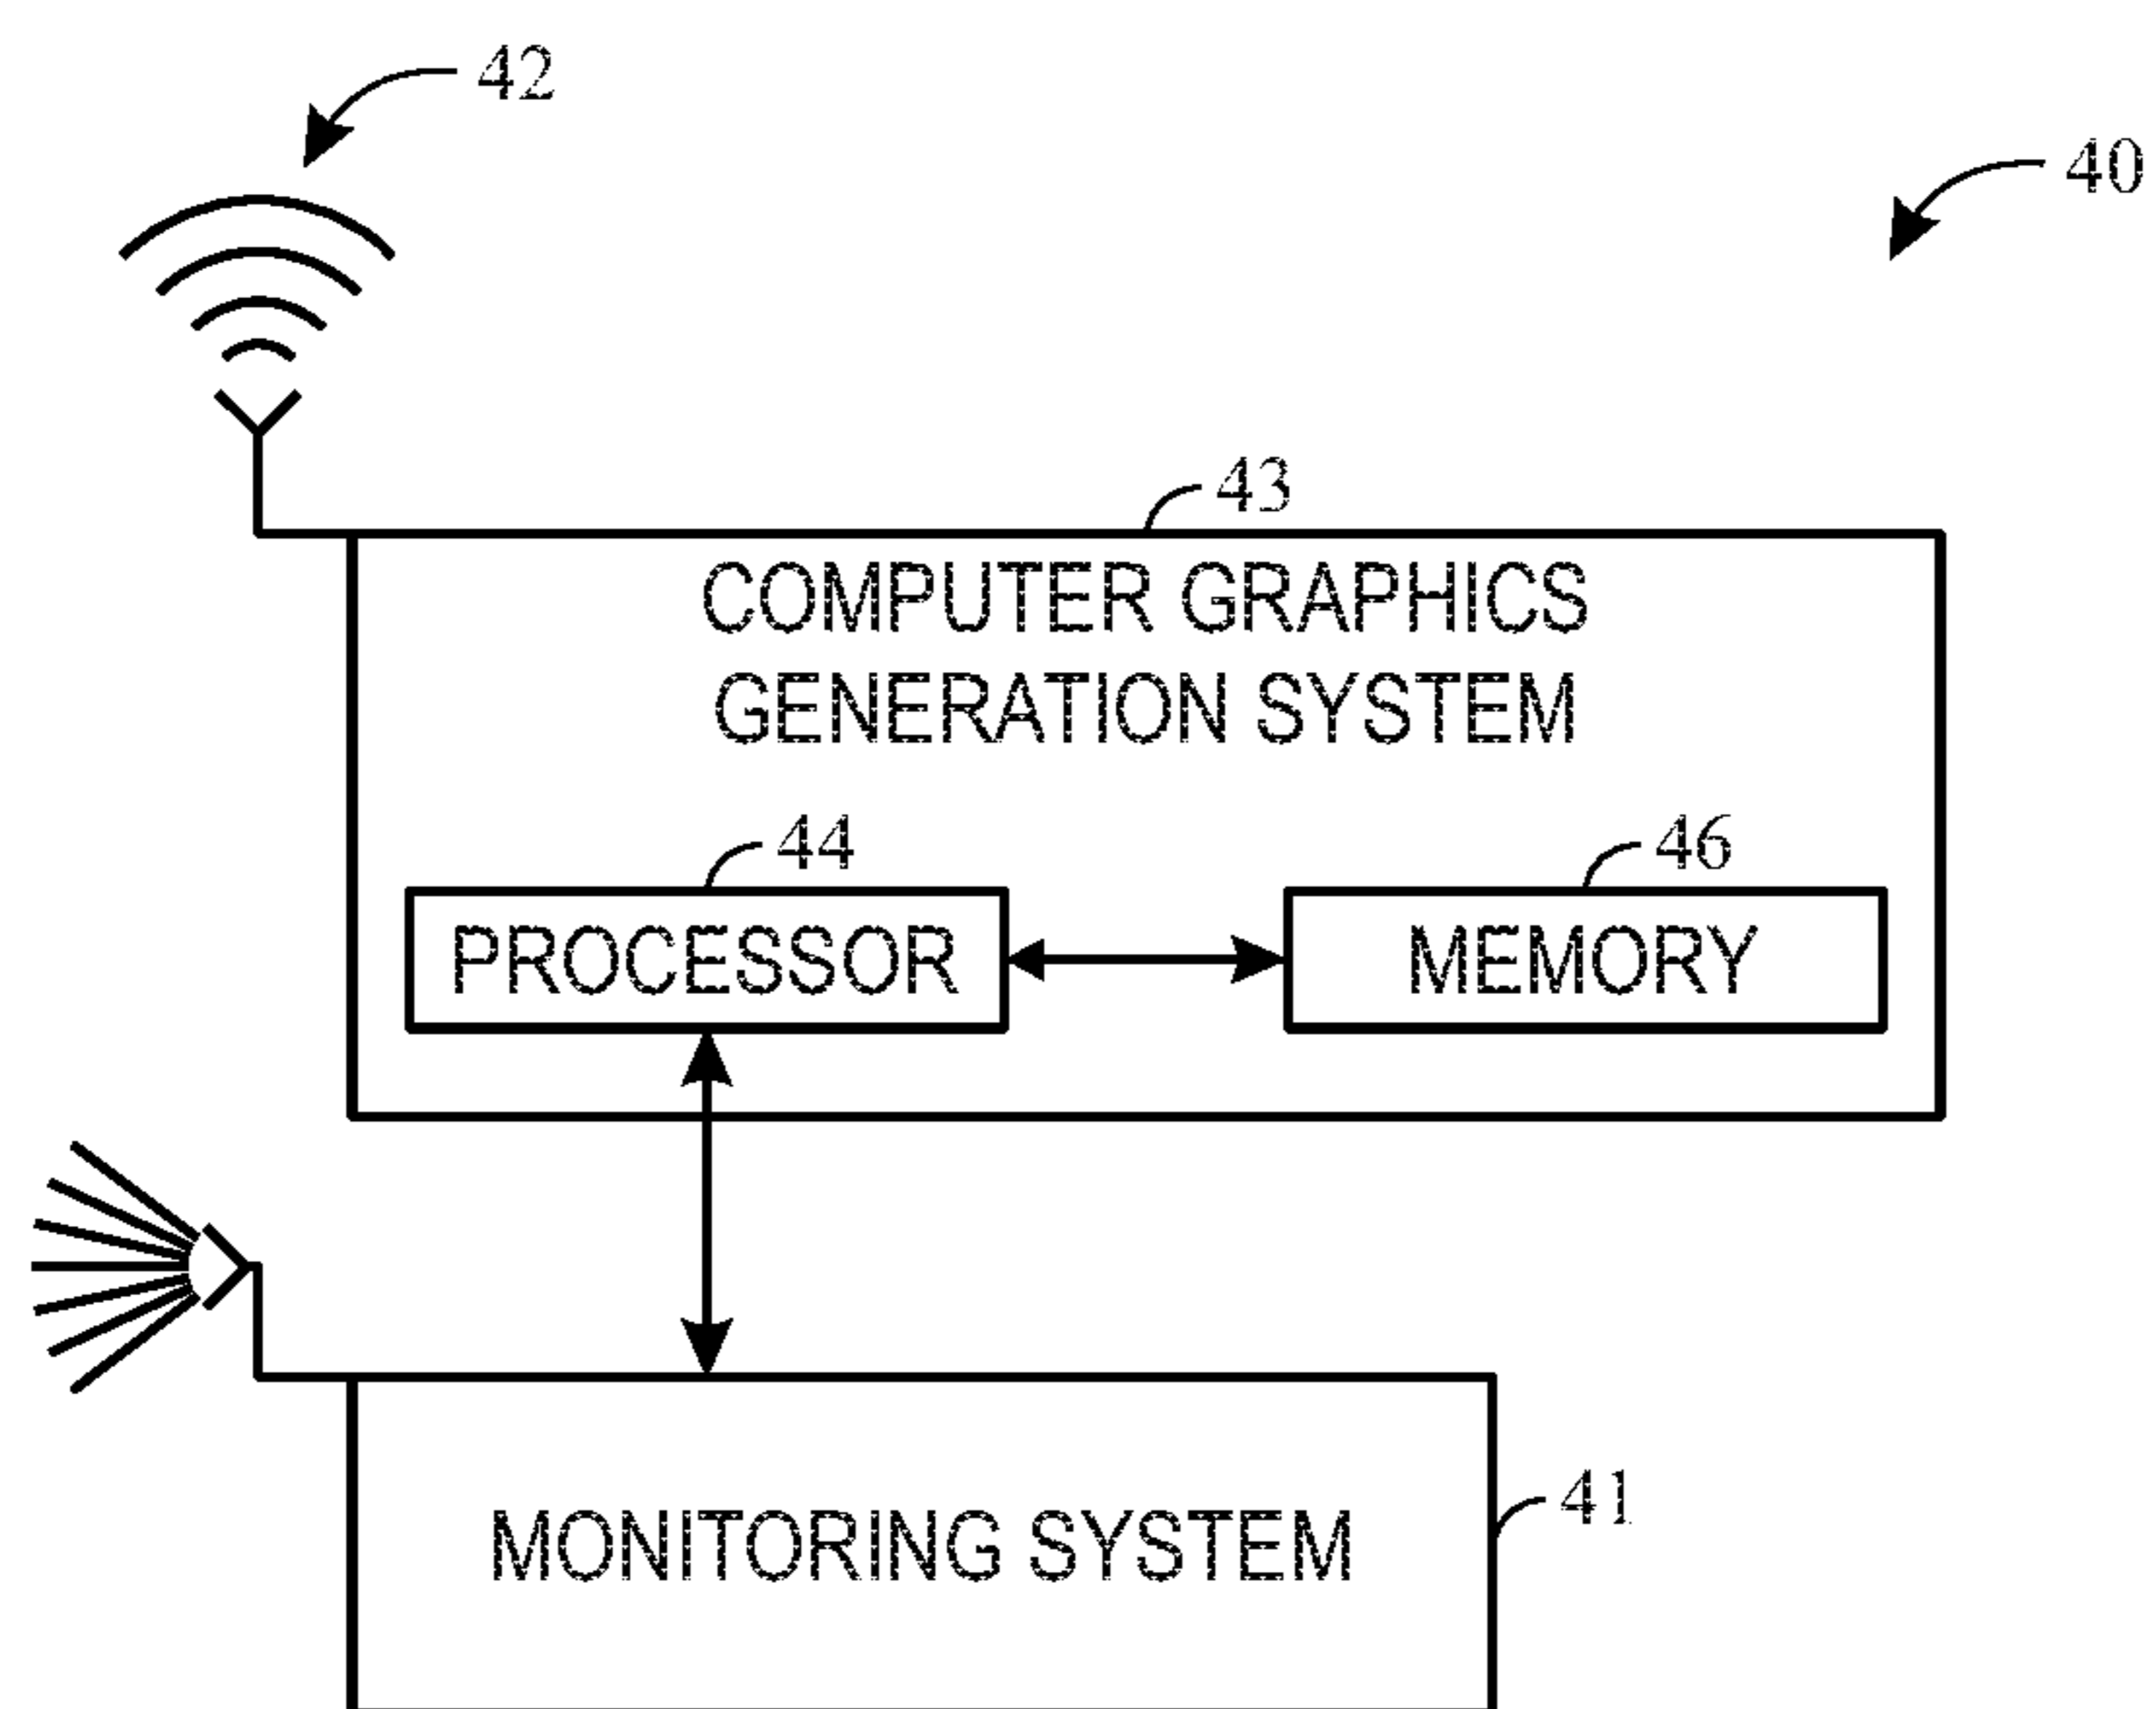 42
40
43
COMPUTER GRAPHICS
GENERATION SYSTEM
44
46
PROCESSOR
MEMORY
MONITORING SYSTEM
41